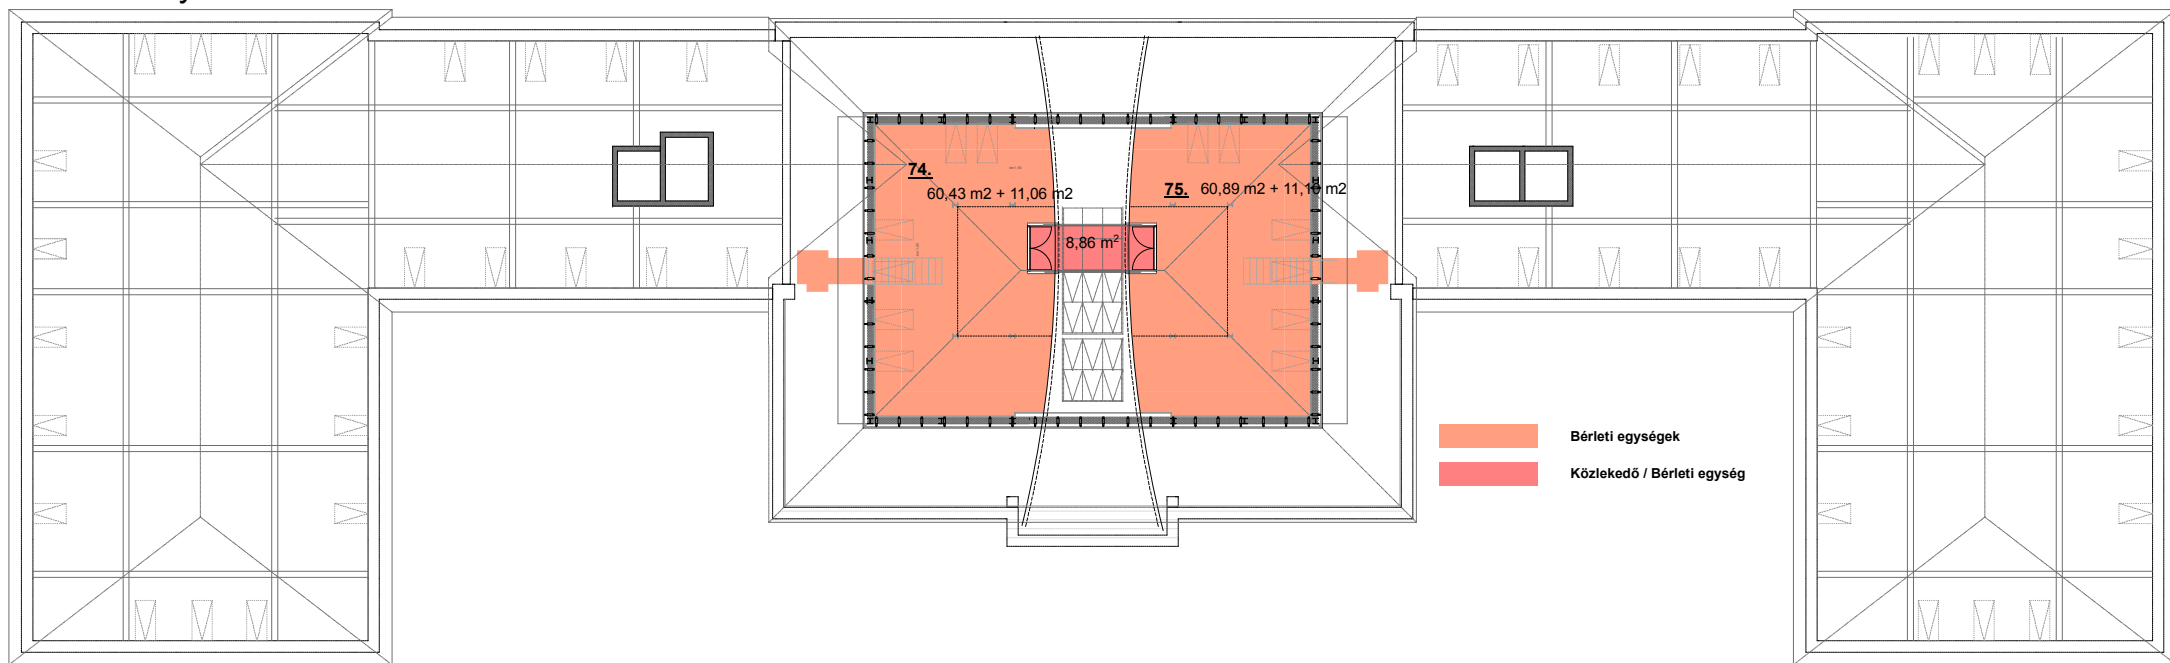 74.
60,43 m2 + 11,06 m2
75. 60,89 m2 + 11,10 m2
8,86 m²
Bérleti egységek
Közlekedő / Bérleti egység